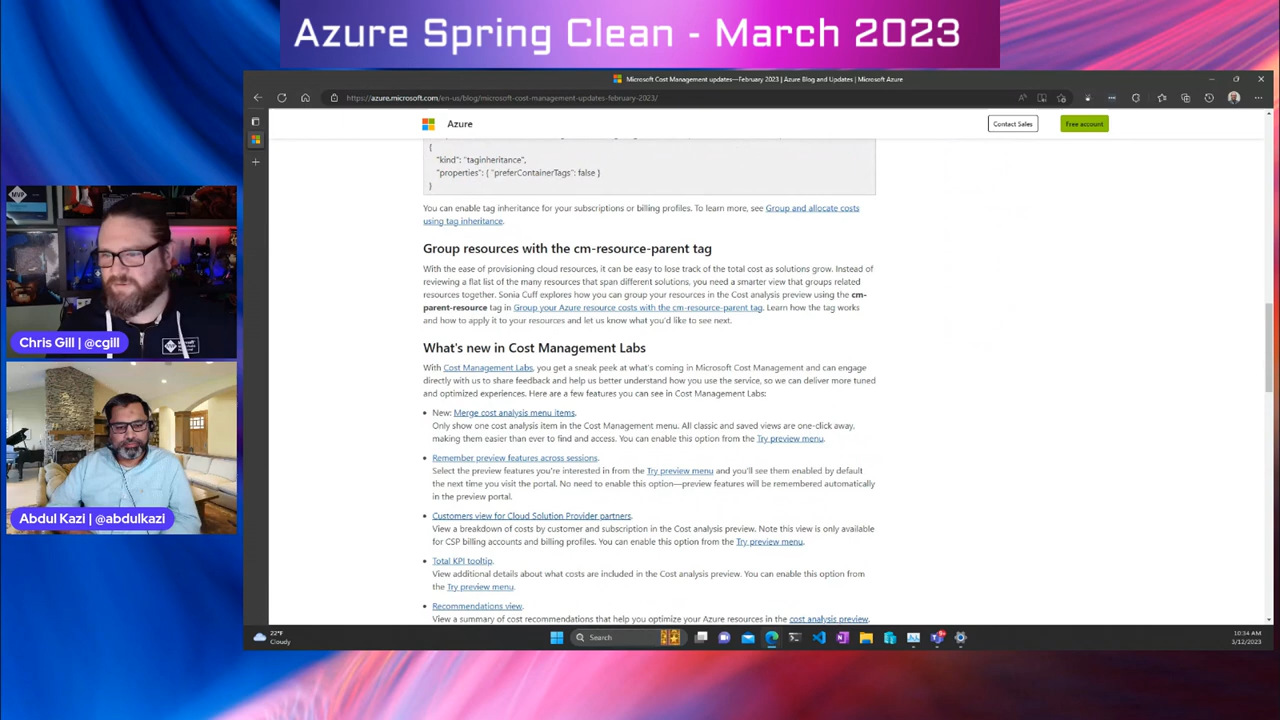 Azure Spring Clean - March 2023
Microsoft Cost Management updates—February 2023 | Azure Blog and Updates | Microsoft Azure
https://azure.microsoft.com/en-us/blog/microsoft-cost-management-updates-february-2023/
Azure
Contact Sales
Free account
{
"kind": "taginheritance",
"properties": { "preferContainerTags": false }
}
You can enable tag inheritance for your subscriptions or billing profiles. To learn more, see Group and allocate costs
using tag inheritance.
Group resources with the cm-resource-parent tag
With the ease of provisioning cloud resources, it can be easy to lose track of the total cost as solutions grow. Instead of
reviewing a flat list of the many resources that span different solutions, you need a smarter view that groups related
resources together. Sonia Cuff explores how you can group your resources in the Cost analysis preview using the cm-
parent-resource tag in Group your Azure resource costs with the cm-resource-parent tag. Learn how the tag works
and how to apply it to your resources and let us know what you'd like to see next.
What's new in Cost Management Labs
With Cost Management Labs, you get a sneak peek at what's coming in Microsoft Cost Management and can engage
directly with us to share feedback and help us better understand how you use the service, so we can deliver more tuned
and optimized experiences. Here are a few features you can see in Cost Management Labs:
New: Merge cost analysis menu items.
Only show one cost analysis item in the Cost Management menu. All classic and saved views are one-click away,
making them easier than ever to find and access. You can enable this option from the Try preview menu.
Remember preview features across sessions.
Select the preview features you're interested in from the Try preview menu and you'll see them enabled by default
the next time you visit the portal. No need to enable this option—preview features will be remembered automatically
in the preview portal.
Customers view for Cloud Solution Provider partners.
View a breakdown of costs by customer and subscription in the Cost analysis preview. Note this view is only available
for CSP billing accounts and billing profiles. You can enable this option from the Try preview menu.
Total KPI tooltip.
View additional details about what costs are included in the Cost analysis preview. You can enable this option from
the Try preview menu.
Recommendations view.
View a summary of cost recommendations that help you optimize your Azure resources in the cost analysis preview.
MVP
Chris Gill | @cgill
Abdul Kazi | @abdulkazi
22°F
Cloudy
Search
10:34 AM
3/12/2023